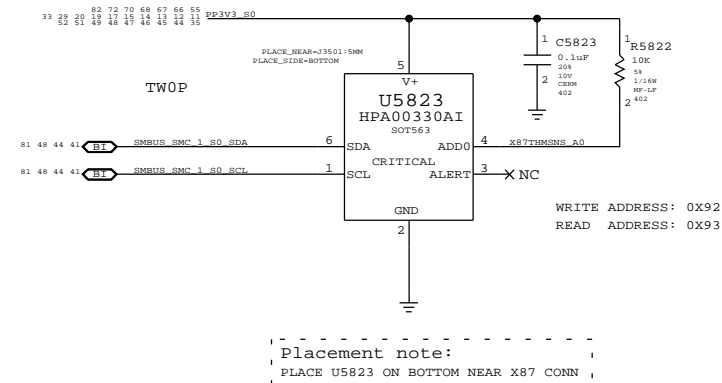 82 72 70 68 67 66 55
33 29 20 19 17 15 14 13 12 11 PP3V3_S0
52 51 49 48 47 46 45 44 35
PLACE_NEAR=J3501:5MM
PLACE_SIDE=BOTTOM
TW0P
5
V+
U5823
HPA00330AI
SOT563
1
C5823
0.1uF
20%
10V
CERM
402
2
1
R5822
10K
5%
1/16W
MF-LF
402
2
81 48 44 41 BI SMBUS_SMC_1_S0_SDA 6 SDA
ADD0 4 X87THMSNS_A0
CRITICAL
81 48 44 41 BI SMBUS_SMC_1_S0_SCL 1 SCL
ALERT 3 NC
GND
2
WRITE ADDRESS: 0X92
READ ADDRESS: 0X93
Placement note:
PLACE U5823 ON BOTTOM NEAR X87 CONN